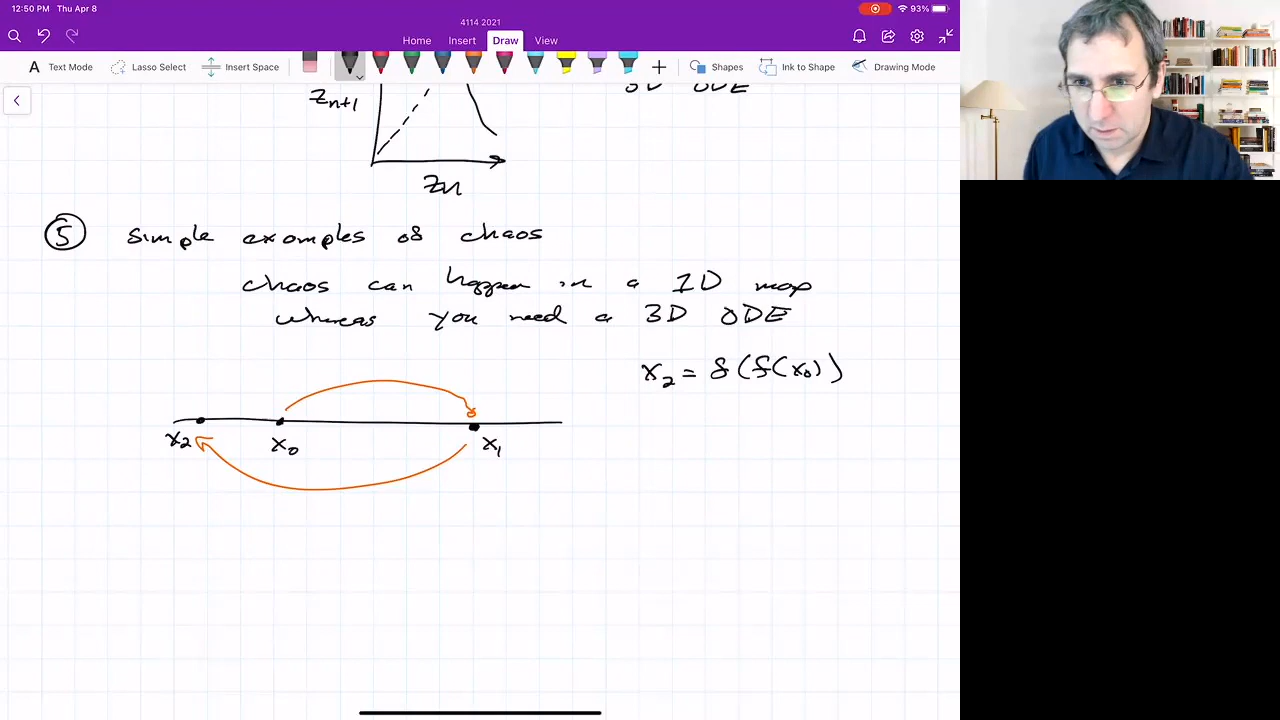 12:50 PM Thu Apr 8
93%
4114 2021
Home Insert Draw View
Text Mode Lasso Select Insert Space Shapes Ink to Shape Drawing Mode
3D ODE
Zn+1
Zn
5 simple examples of chaos
chaos can happen in a 1D map
whereas you need a 3D ODE
x2 = f(f(x0))
x2 x0 x1